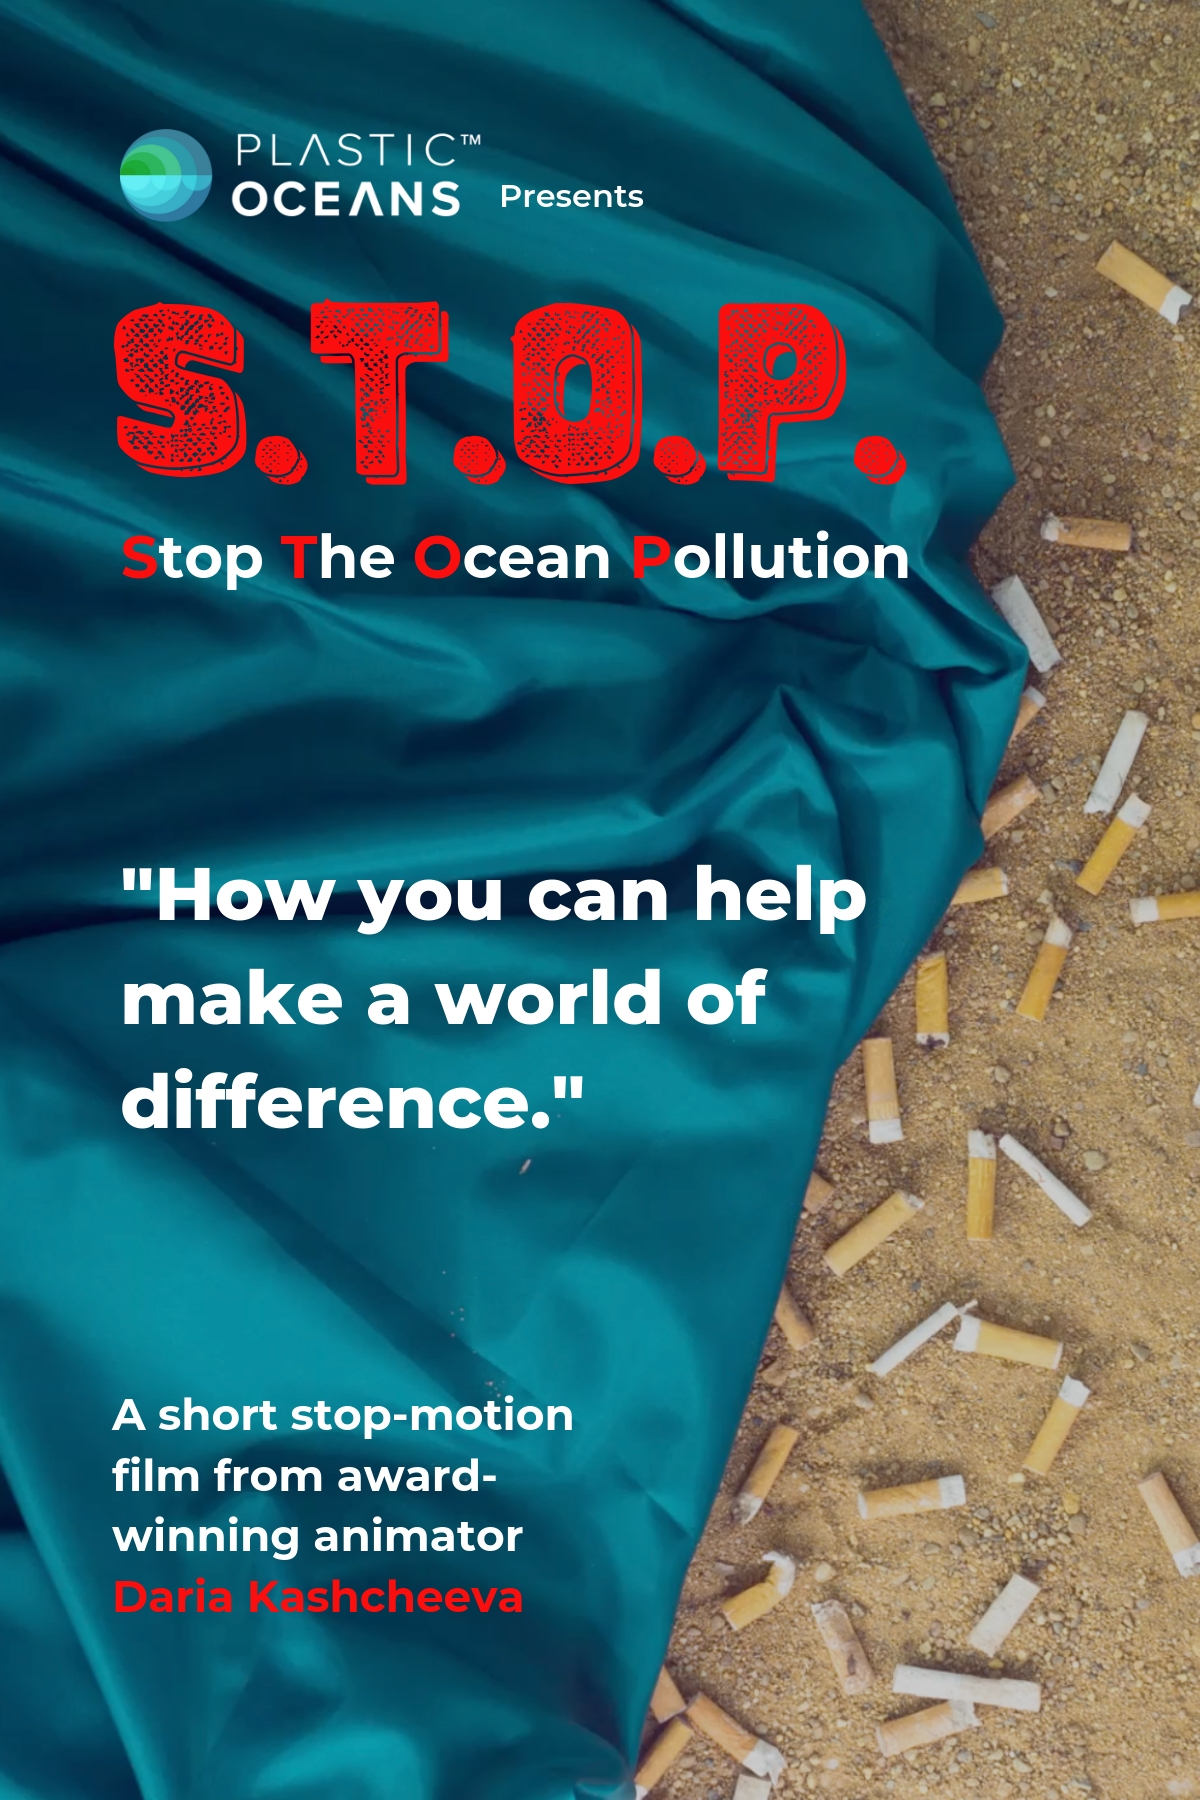 PLASTIC™
OCEANS Presents
S.T.O.P.
Stop The Ocean Pollution
"How you can help
make a world of
difference."
A short stop-motion
film from award-
winning animator
Daria Kashcheeva